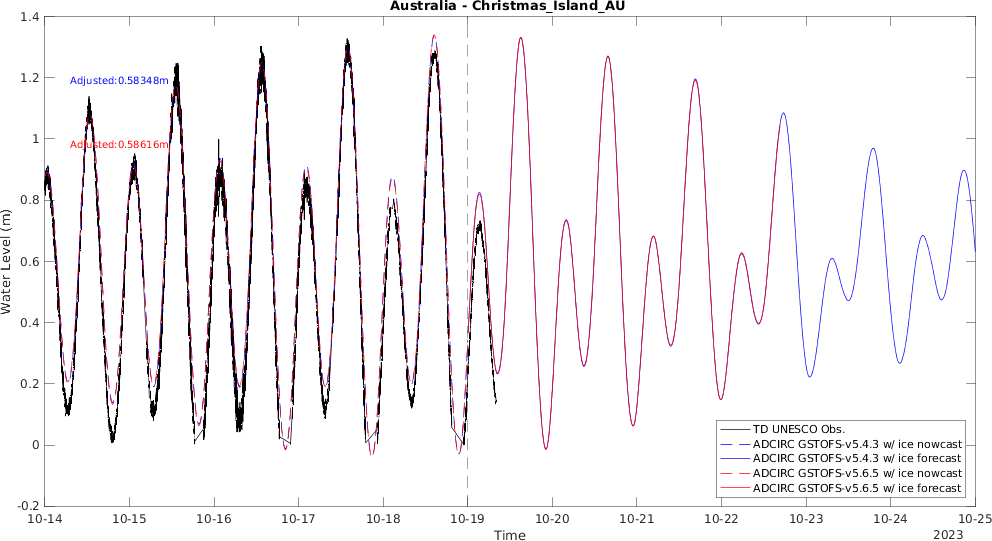 Australia - Christmas_Island_AU
1.4
1.2
1
0.8
0.6
0.4
0.2
0
-0.2
Water Level (m)
Adjusted:0.58348m
Adjusted:0.58616m
TD UNESCO Obs.
ADCIRC GSTOFS-v5.4.3 w/ ice nowcast
ADCIRC GSTOFS-v5.4.3 w/ ice forecast
ADCIRC GSTOFS-v5.6.5 w/ ice nowcast
ADCIRC GSTOFS-v5.6.5 w/ ice forecast
10-14 10-15 10-16 10-17 10-18 10-19 10-20 10-21 10-22 10-23 10-24 10-25
Time
2023